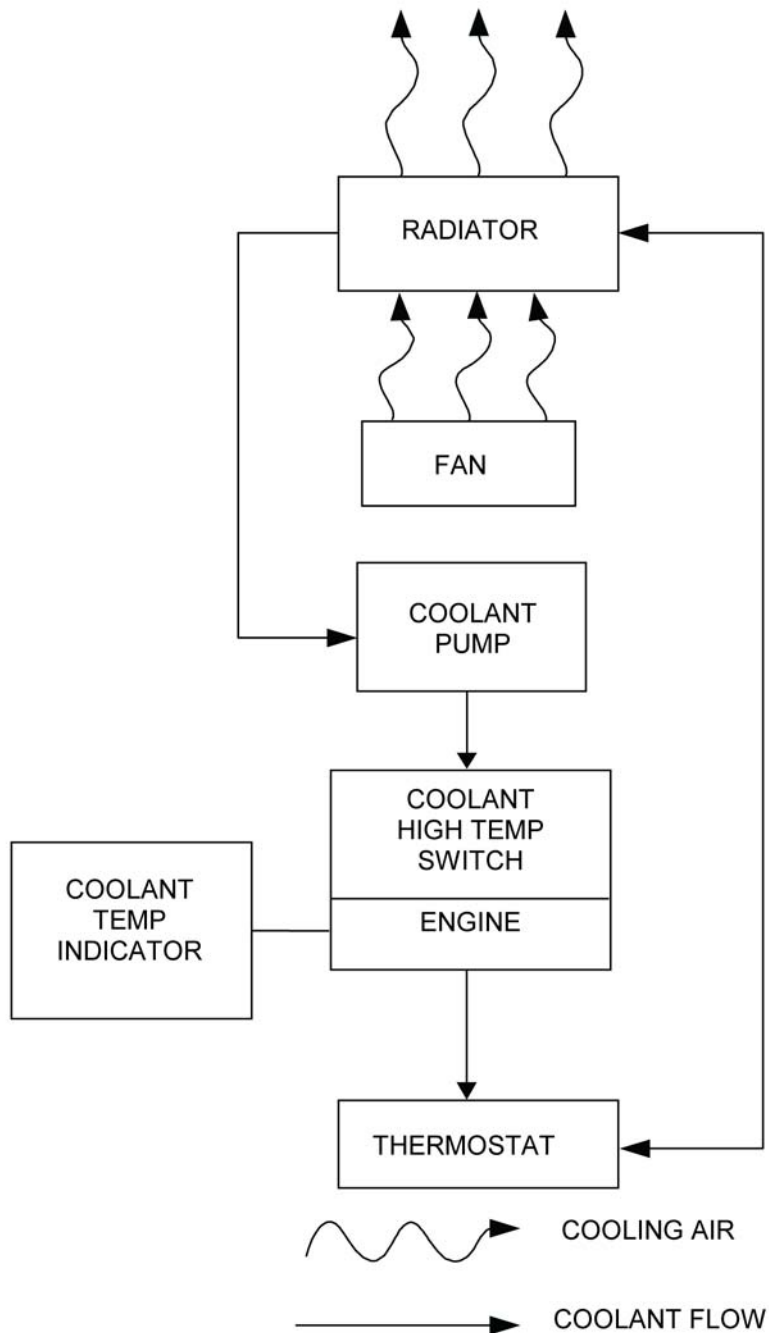 RADIATOR
FAN
COOLANT
PUMP
COOLANT
HIGH TEMP
SWITCH
ENGINE
COOLANT
TEMP
INDICATOR
THERMOSTAT
COOLING AIR
COOLANT FLOW